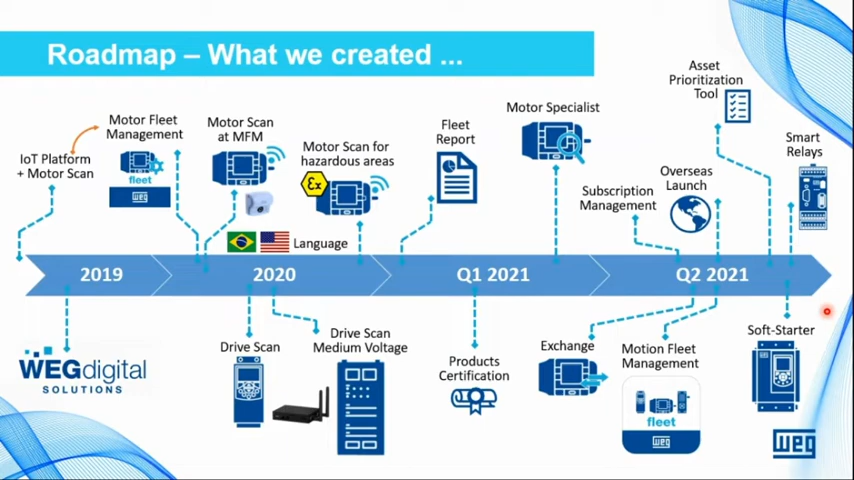 Roadmap – What we created ...
IoT Platform
+ Motor Scan
Motor Fleet
Management
fleet
weg
Motor Scan
at MFM
Motor Scan for
hazardous areas
Ex
Language
Fleet
Report
Motor Specialist
Subscription
Management
Overseas
Launch
Asset
Prioritization
Tool
Smart
Relays
2019
2020
Q1 2021
Q2 2021
WEGdigital
SOLUTIONS
Drive Scan
Drive Scan
Medium Voltage
Products
Certification
Exchange
Motion Fleet
Management
fleet
weg
Soft-Starter
weg